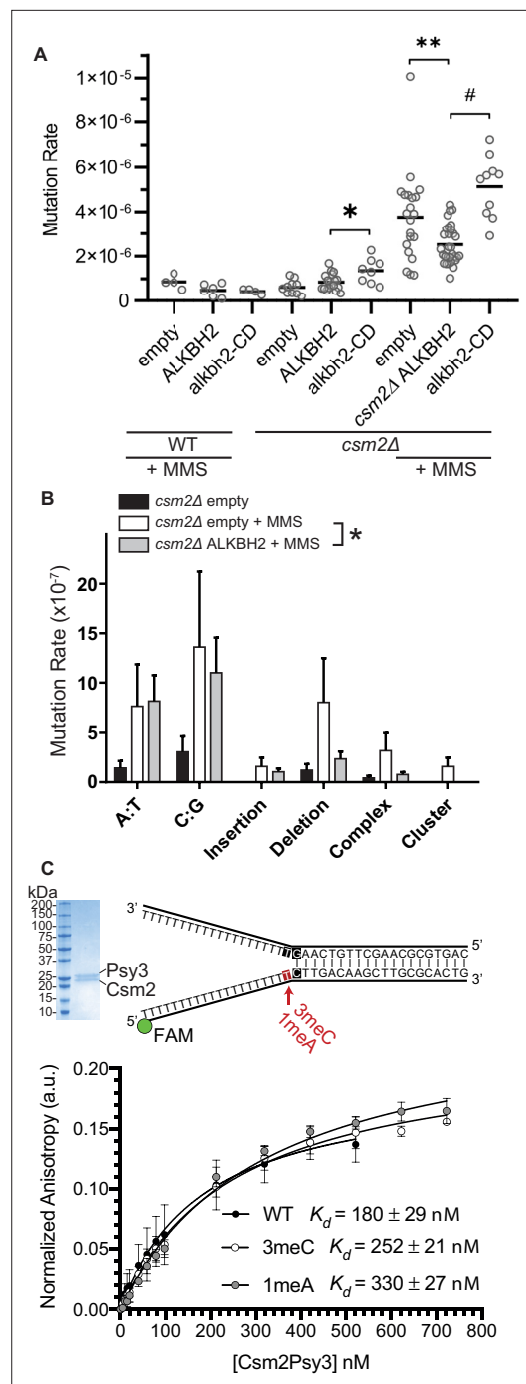 A
1×10⁻⁵
8×10⁻⁶
6×10⁻⁶
4×10⁻⁶
2×10⁻⁶
0
Mutation Rate
**
#
*
empty
ALKBH2
alkbh2-CD
empty
ALKBH2
alkbh2-CD
empty
csm2Δ ALKBH2
alkbh2-CD
WT
csm2Δ
+ MMS
+ MMS
B
csm2Δ empty
csm2Δ empty + MMS
csm2Δ ALKBH2 + MMS
*
Mutation Rate (x10⁻⁷)
20
15
10
5
0
A:T
C:G
Insertion
Deletion
Complex
Cluster
C
kDa
200
150
100
75
50
37
25
20
15
10
Psy3
Csm2
3'
5'
GAACTGTTCGAACGCGTGAC
CTTGACAAGCTTGCGCACTG
5'
3'
FAM
3meC
1meA
Normalized Anisotropy (a.u.)
0.20
0.15
0.10
0.05
0.00
WT Kd = 180 ± 29 nM
3meC Kd = 252 ± 21 nM
1meA Kd = 330 ± 27 nM
0 100 200 300 400 500 600 700 800
[Csm2Psy3] nM